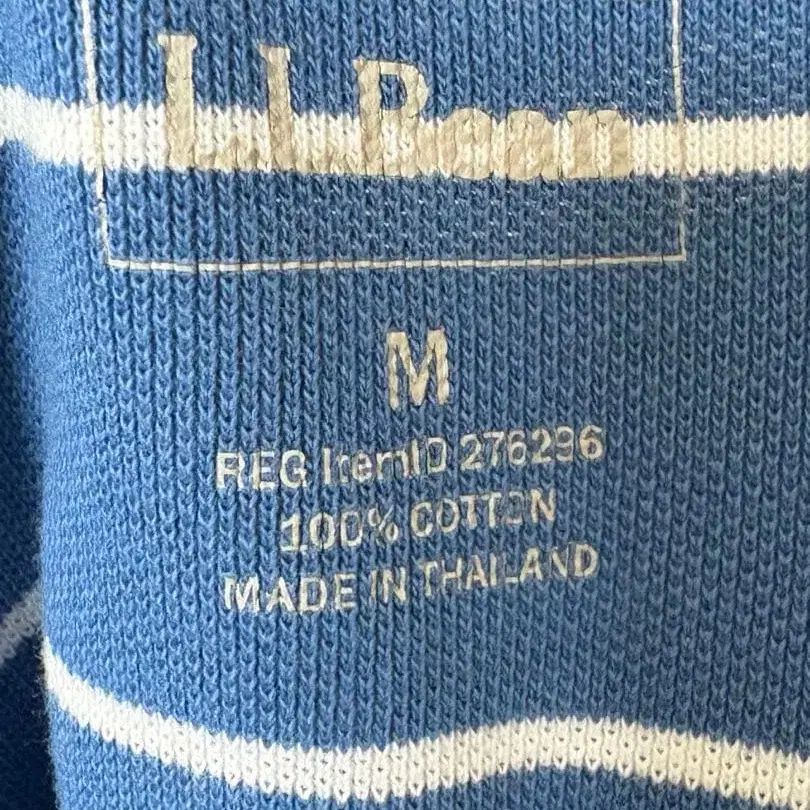 L.L.Bean
M
REG ItemID 276296
100% COTTON
MADE IN THAILAND